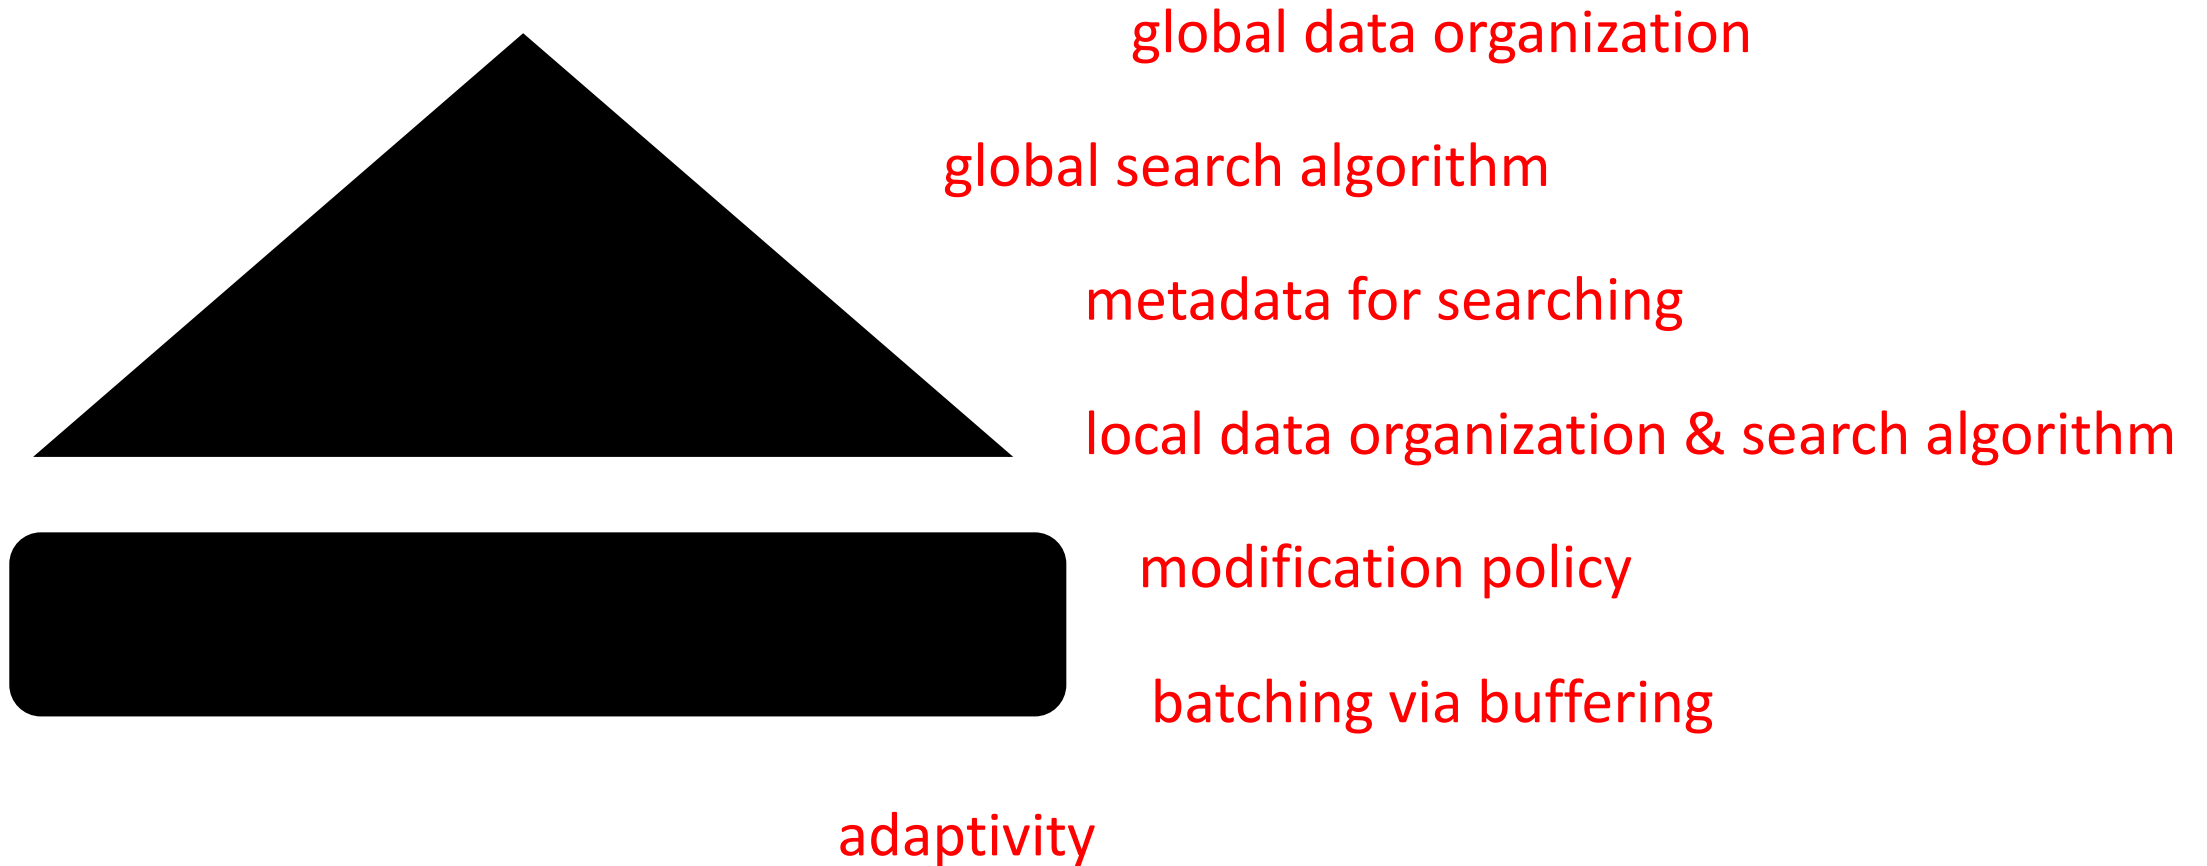 global data organization
global search algorithm
metadata for searching
local data organization & search algorithm
modification policy
batching via buffering
adaptivity